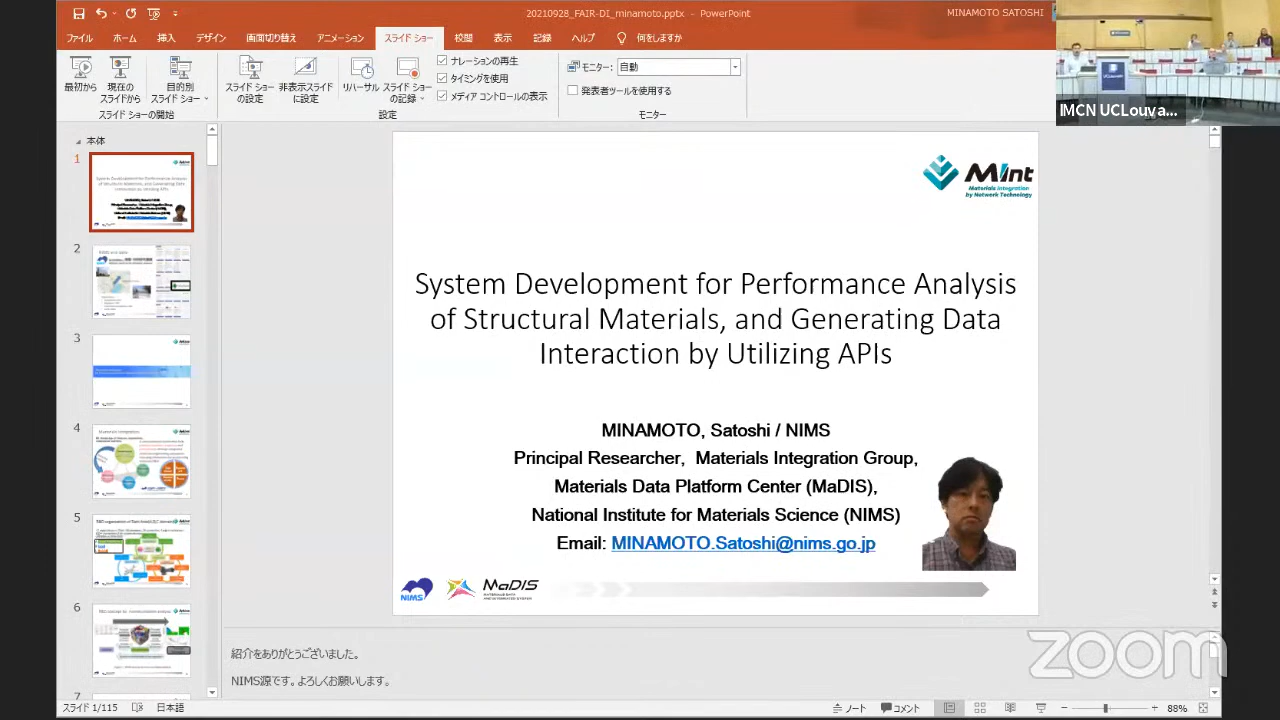 20210928_FAIR-DI_minamoto.pptx - PowerPoint
MINAMOTO SATOSHI
ファイル ホーム 挿入 デザイン 画面切り替え アニメーション スライド ショー 校閲 表示 記録 ヘルプ 何をしますか
最初から
現在の
スライドから
目的別
スライド ショー
スライド ショーの開始
スライド ショー
の設定
非表示スライド
に設定
リハーサル
スライド ショー
の記録
ナレーションの再生
タイミングを使用
メディア コントロールの表示
設定
モニター: 自動
発表者ツールを使用する
モニター
IMCN UCLouva...
本体
1
2
3
4
5
6
7
MInt
Materials Integration
by Network Technology
System Development for Performance Analysis
of Structural Materials, and Generating Data
Interaction by Utilizing APIs
MINAMOTO, Satoshi / NIMS
Principal Researcher, Materials Integration Group,
Materials Data Platform Center (MaDIS),
National Institute for Materials Science (NIMS)
Email: MINAMOTO.Satoshi@nims.go.jp
NIMS
MaDIS
紹介をありがとうございました。
NIMS源です。よろしくお願いします。
zoom
スライド 1/115 日本語
ノート コメント 88%